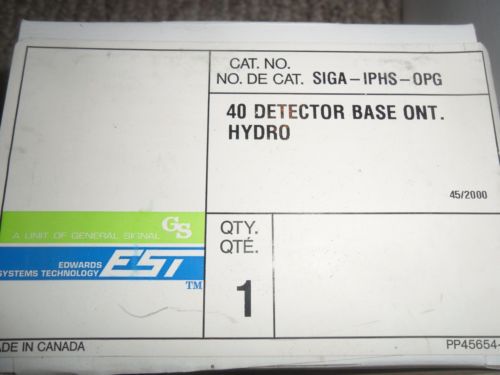 CAT. NO.
NO. DE CAT. SIGA-IPHS-OPG
40 DETECTOR BASE ONT.
HYDRO
45/2000
A UNIT OF GENERAL SIGNAL GS
EDWARDS
SYSTEMS TECHNOLOGY EST
TM
QTY.
QTÉ.
1
ADE IN CANADA
PP45654-